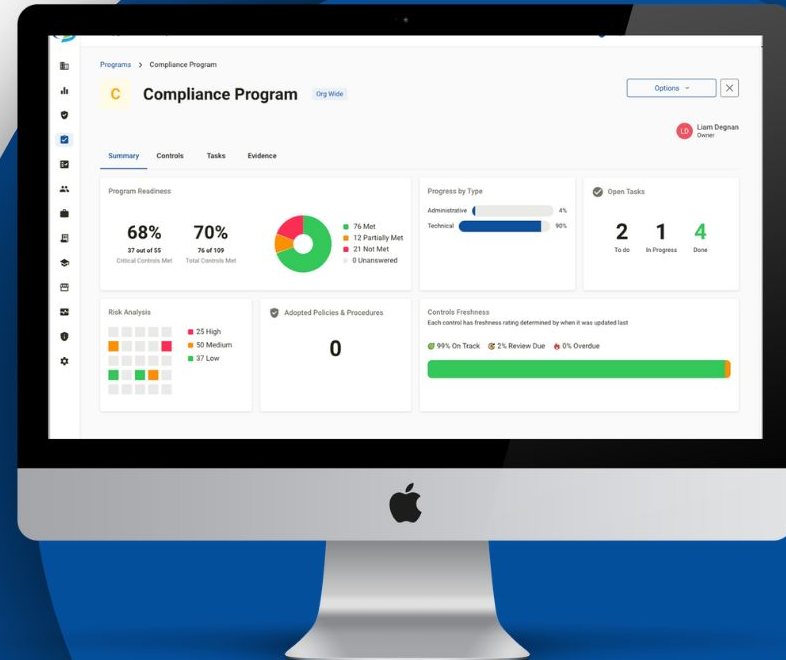 Programs > Compliance Program
C Compliance Program Org Wide
Options
LD Liam Degnan
Owner
Summary Controls Tasks Evidence
Program Readiness
68% 70%
37 out of 55 76 of 109
Critical Controls Met Total Controls Met
76 Met
12 Partially Met
21 Not Met
0 Unanswered
Progress by Type
Administrative 4%
Technical 90%
Open Tasks
2 1 4
To do In Progress Done
Risk Analysis
25 High
50 Medium
37 Low
Adopted Policies & Procedures
0
Controls Freshness
Each control has freshness rating determined by when it was updated last
99% On Track 2% Review Due 0% Overdue